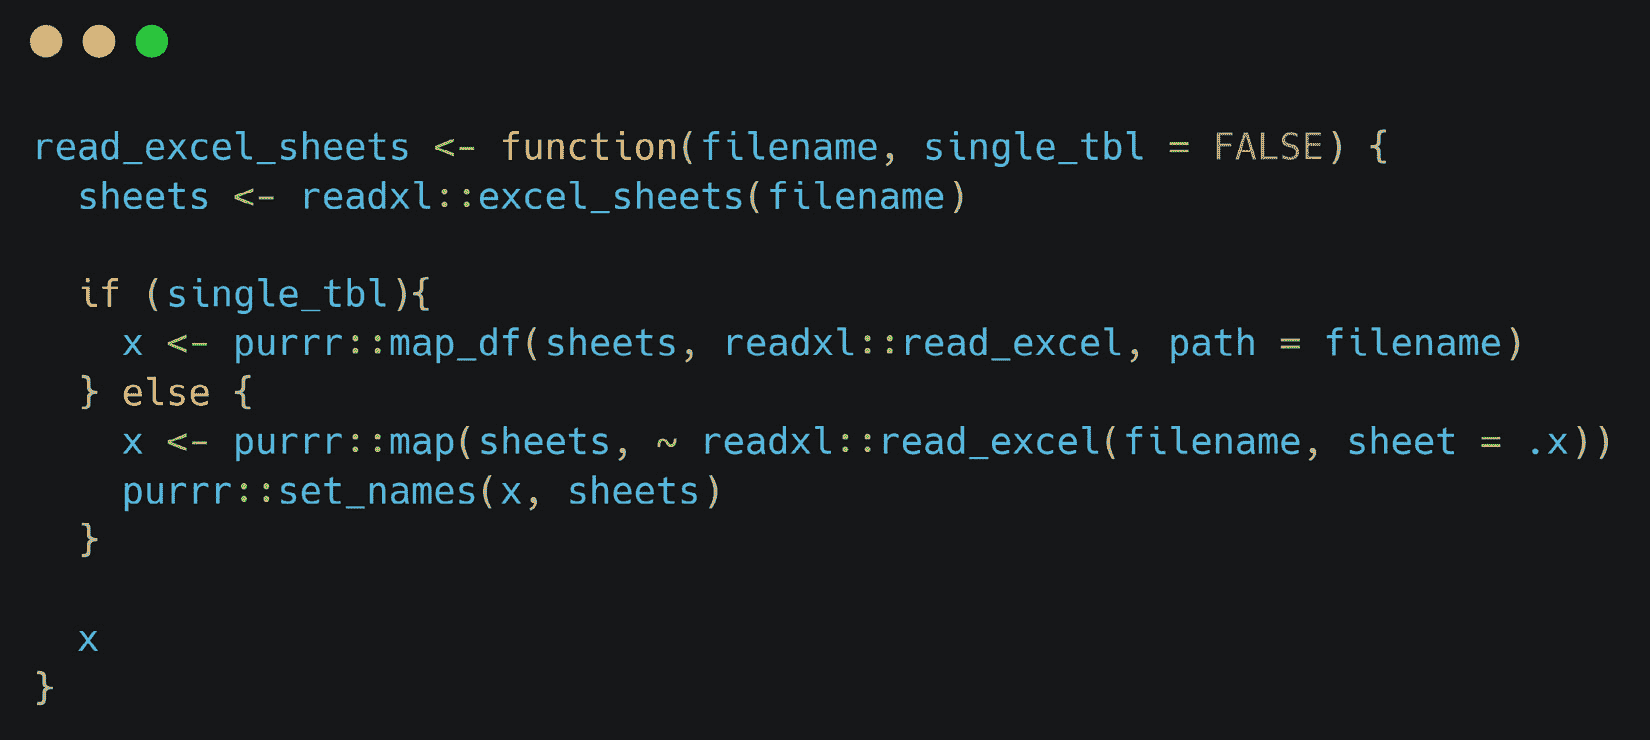 read_excel_sheets <- function(filename, single_tbl = FALSE) {
  sheets <- readxl::excel_sheets(filename)
  if (single_tbl){
    x <- purrr::map_df(sheets, readxl::read_excel, path = filename)
  } else {
    x <- purrr::map(sheets, ~ readxl::read_excel(filename, sheet = .x))
    purrr::set_names(x, sheets)
  }
  x
}